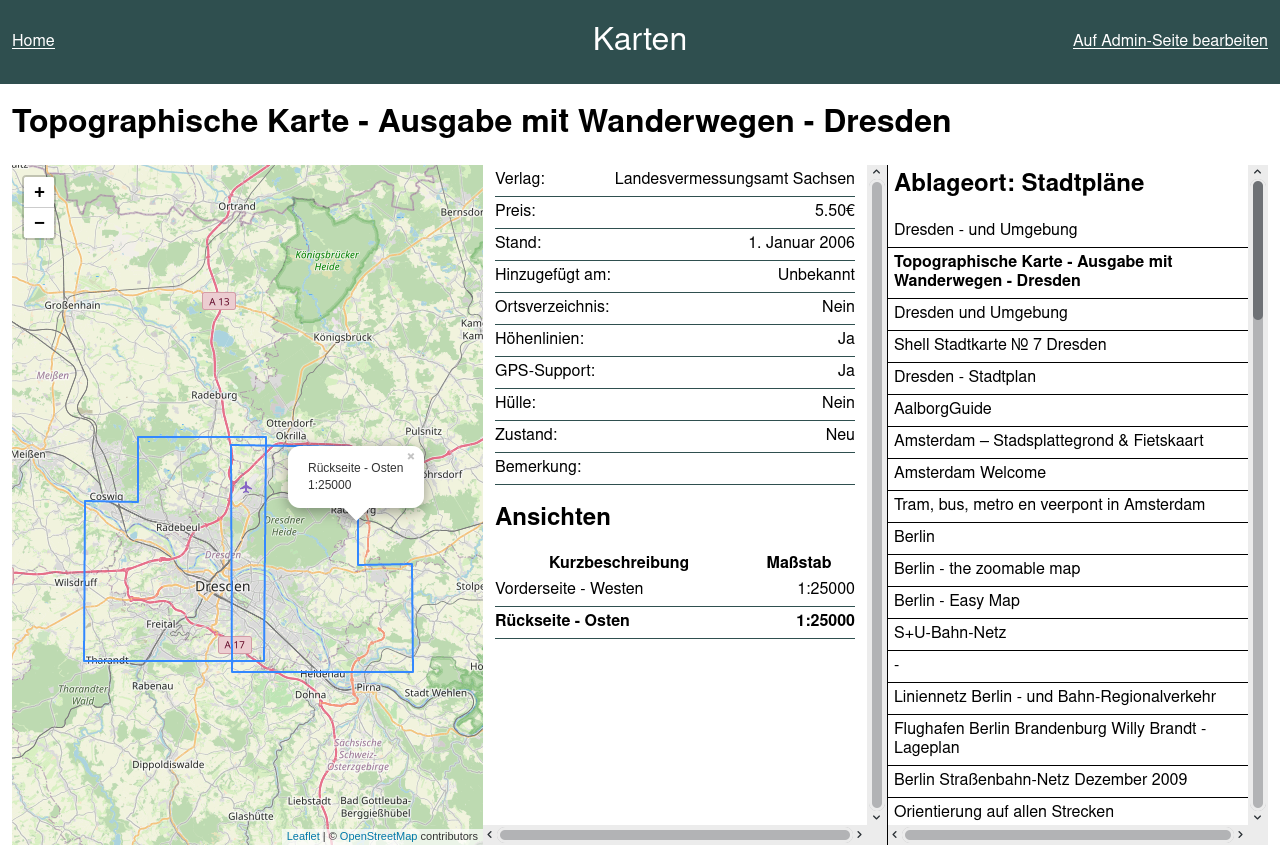 Home
Karten
Auf Admin-Seite bearbeiten
Topographische Karte - Ausgabe mit Wanderwegen - Dresden
+
−
Ortrand
Bernsdor
Königsbrücker
Heide
A 13
Großenhain
Königsbrück
Kame
Kam
Meißen
Radeburg
Ottendorf-
Okrilla
Pulsnitz
Meißen
öhrsdorf
×
Rückseite - Osten
1:25000
Coswig
Radebeul
Dresdner
Heide
Dresden
Wilsdruff
Dresden
Stolpe
Freital
A 17
Tharandt
Heidenau
Ho
Tharandter
Wald
Rabenau
Dohna
Pirna
Stadt Wehlen
Sächsische
Schweiz-
Osterzgebirge
Dippoldiswalde
Liebstadt
Bad Gottleuba-
Berggießhübel
Glashütte
Leaflet | © OpenStreetMap contributors
Verlag: Landesvermessungsamt Sachsen
Preis: 5.50€
Stand: 1. Januar 2006
Hinzugefügt am: Unbekannt
Ortsverzeichnis: Nein
Höhenlinien: Ja
GPS-Support: Ja
Hülle: Nein
Zustand: Neu
Bemerkung:
Ansichten
Kurzbeschreibung Maßstab
Vorderseite - Westen 1:25000
Rückseite - Osten 1:25000
Ablageort: Stadtpläne
Dresden - und Umgebung
Topographische Karte - Ausgabe mit
Wanderwegen - Dresden
Dresden und Umgebung
Shell Stadtkarte № 7 Dresden
Dresden - Stadtplan
AalborgGuide
Amsterdam – Stadsplattegrond & Fietskaart
Amsterdam Welcome
Tram, bus, metro en veerpont in Amsterdam
Berlin
Berlin - the zoomable map
Berlin - Easy Map
S+U-Bahn-Netz
-
Liniennetz Berlin - und Bahn-Regionalverkehr
Flughafen Berlin Brandenburg Willy Brandt -
Lageplan
Berlin Straßenbahn-Netz Dezember 2009
Orientierung auf allen Strecken